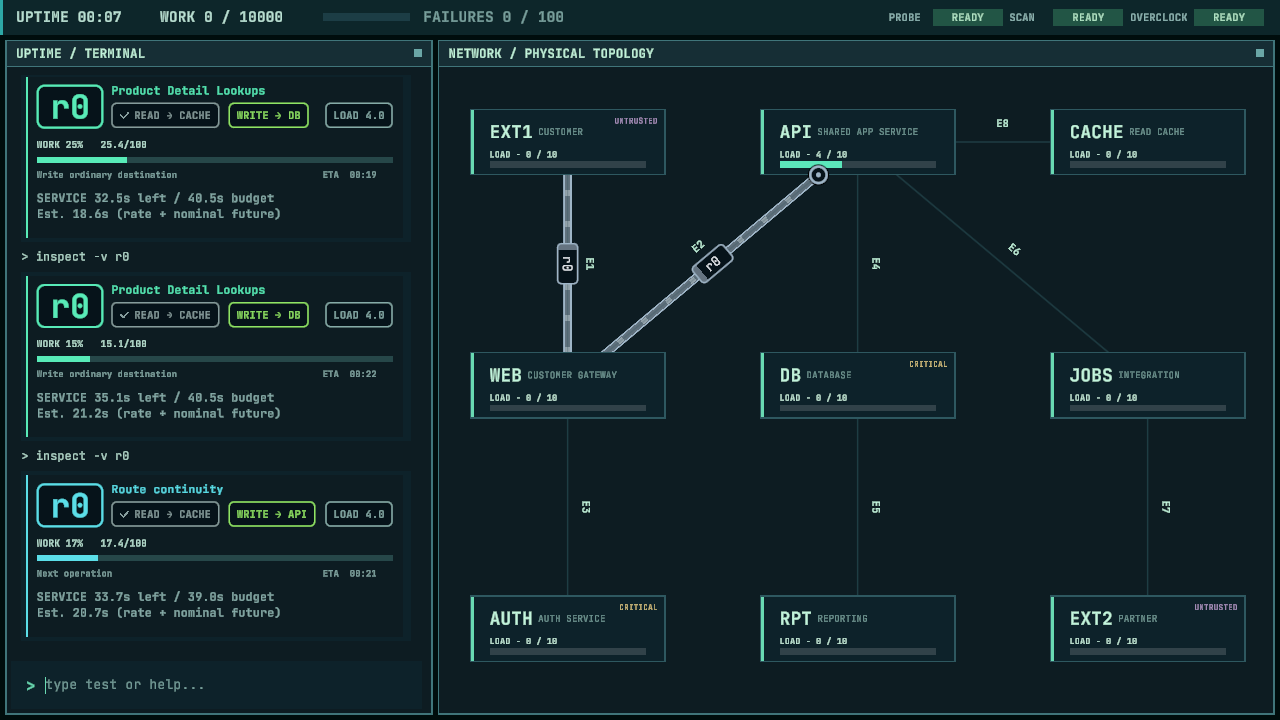 UPTIME 00:07 WORK 0 / 10000 FAILURES 0 / 100 PROBE READY SCAN READY OVERCLOCK READY
UPTIME / TERMINAL
r0 Product Detail Lookups
✓ READ → CACHE WRITE → DB LOAD 4.0
WORK 25% 25.4/100
Write ordinary destination ETA 00:19
SERVICE 32.5s left / 40.5s budget
Est. 18.6s (rate + nominal future)
> inspect -v r0
r0 Product Detail Lookups
✓ READ → CACHE WRITE → DB LOAD 4.0
WORK 15% 15.1/100
Write ordinary destination ETA 00:22
SERVICE 35.1s left / 40.5s budget
Est. 21.2s (rate + nominal future)
> inspect -v r0
r0 Route continuity
✓ READ → CACHE WRITE → API LOAD 4.0
WORK 17% 17.4/100
Next operation ETA 00:21
SERVICE 33.7s left / 39.0s budget
Est. 20.7s (rate + nominal future)
> type test or help...
NETWORK / PHYSICAL TOPOLOGY
UNTRUSTED
EXT1 CUSTOMER
LOAD - 0 / 10
API SHARED APP SERVICE
LOAD - 4 / 10
E8
CACHE READ CACHE
LOAD - 0 / 10
r0
E1
E2
r0
E4
E6
WEB CUSTOMER GATEWAY
LOAD - 0 / 10
CRITICAL
DB DATABASE
LOAD - 0 / 10
JOBS INTEGRATION
LOAD - 0 / 10
E3
E5
E7
CRITICAL
AUTH AUTH SERVICE
LOAD - 0 / 10
RPT REPORTING
LOAD - 0 / 10
UNTRUSTED
EXT2 PARTNER
LOAD - 0 / 10